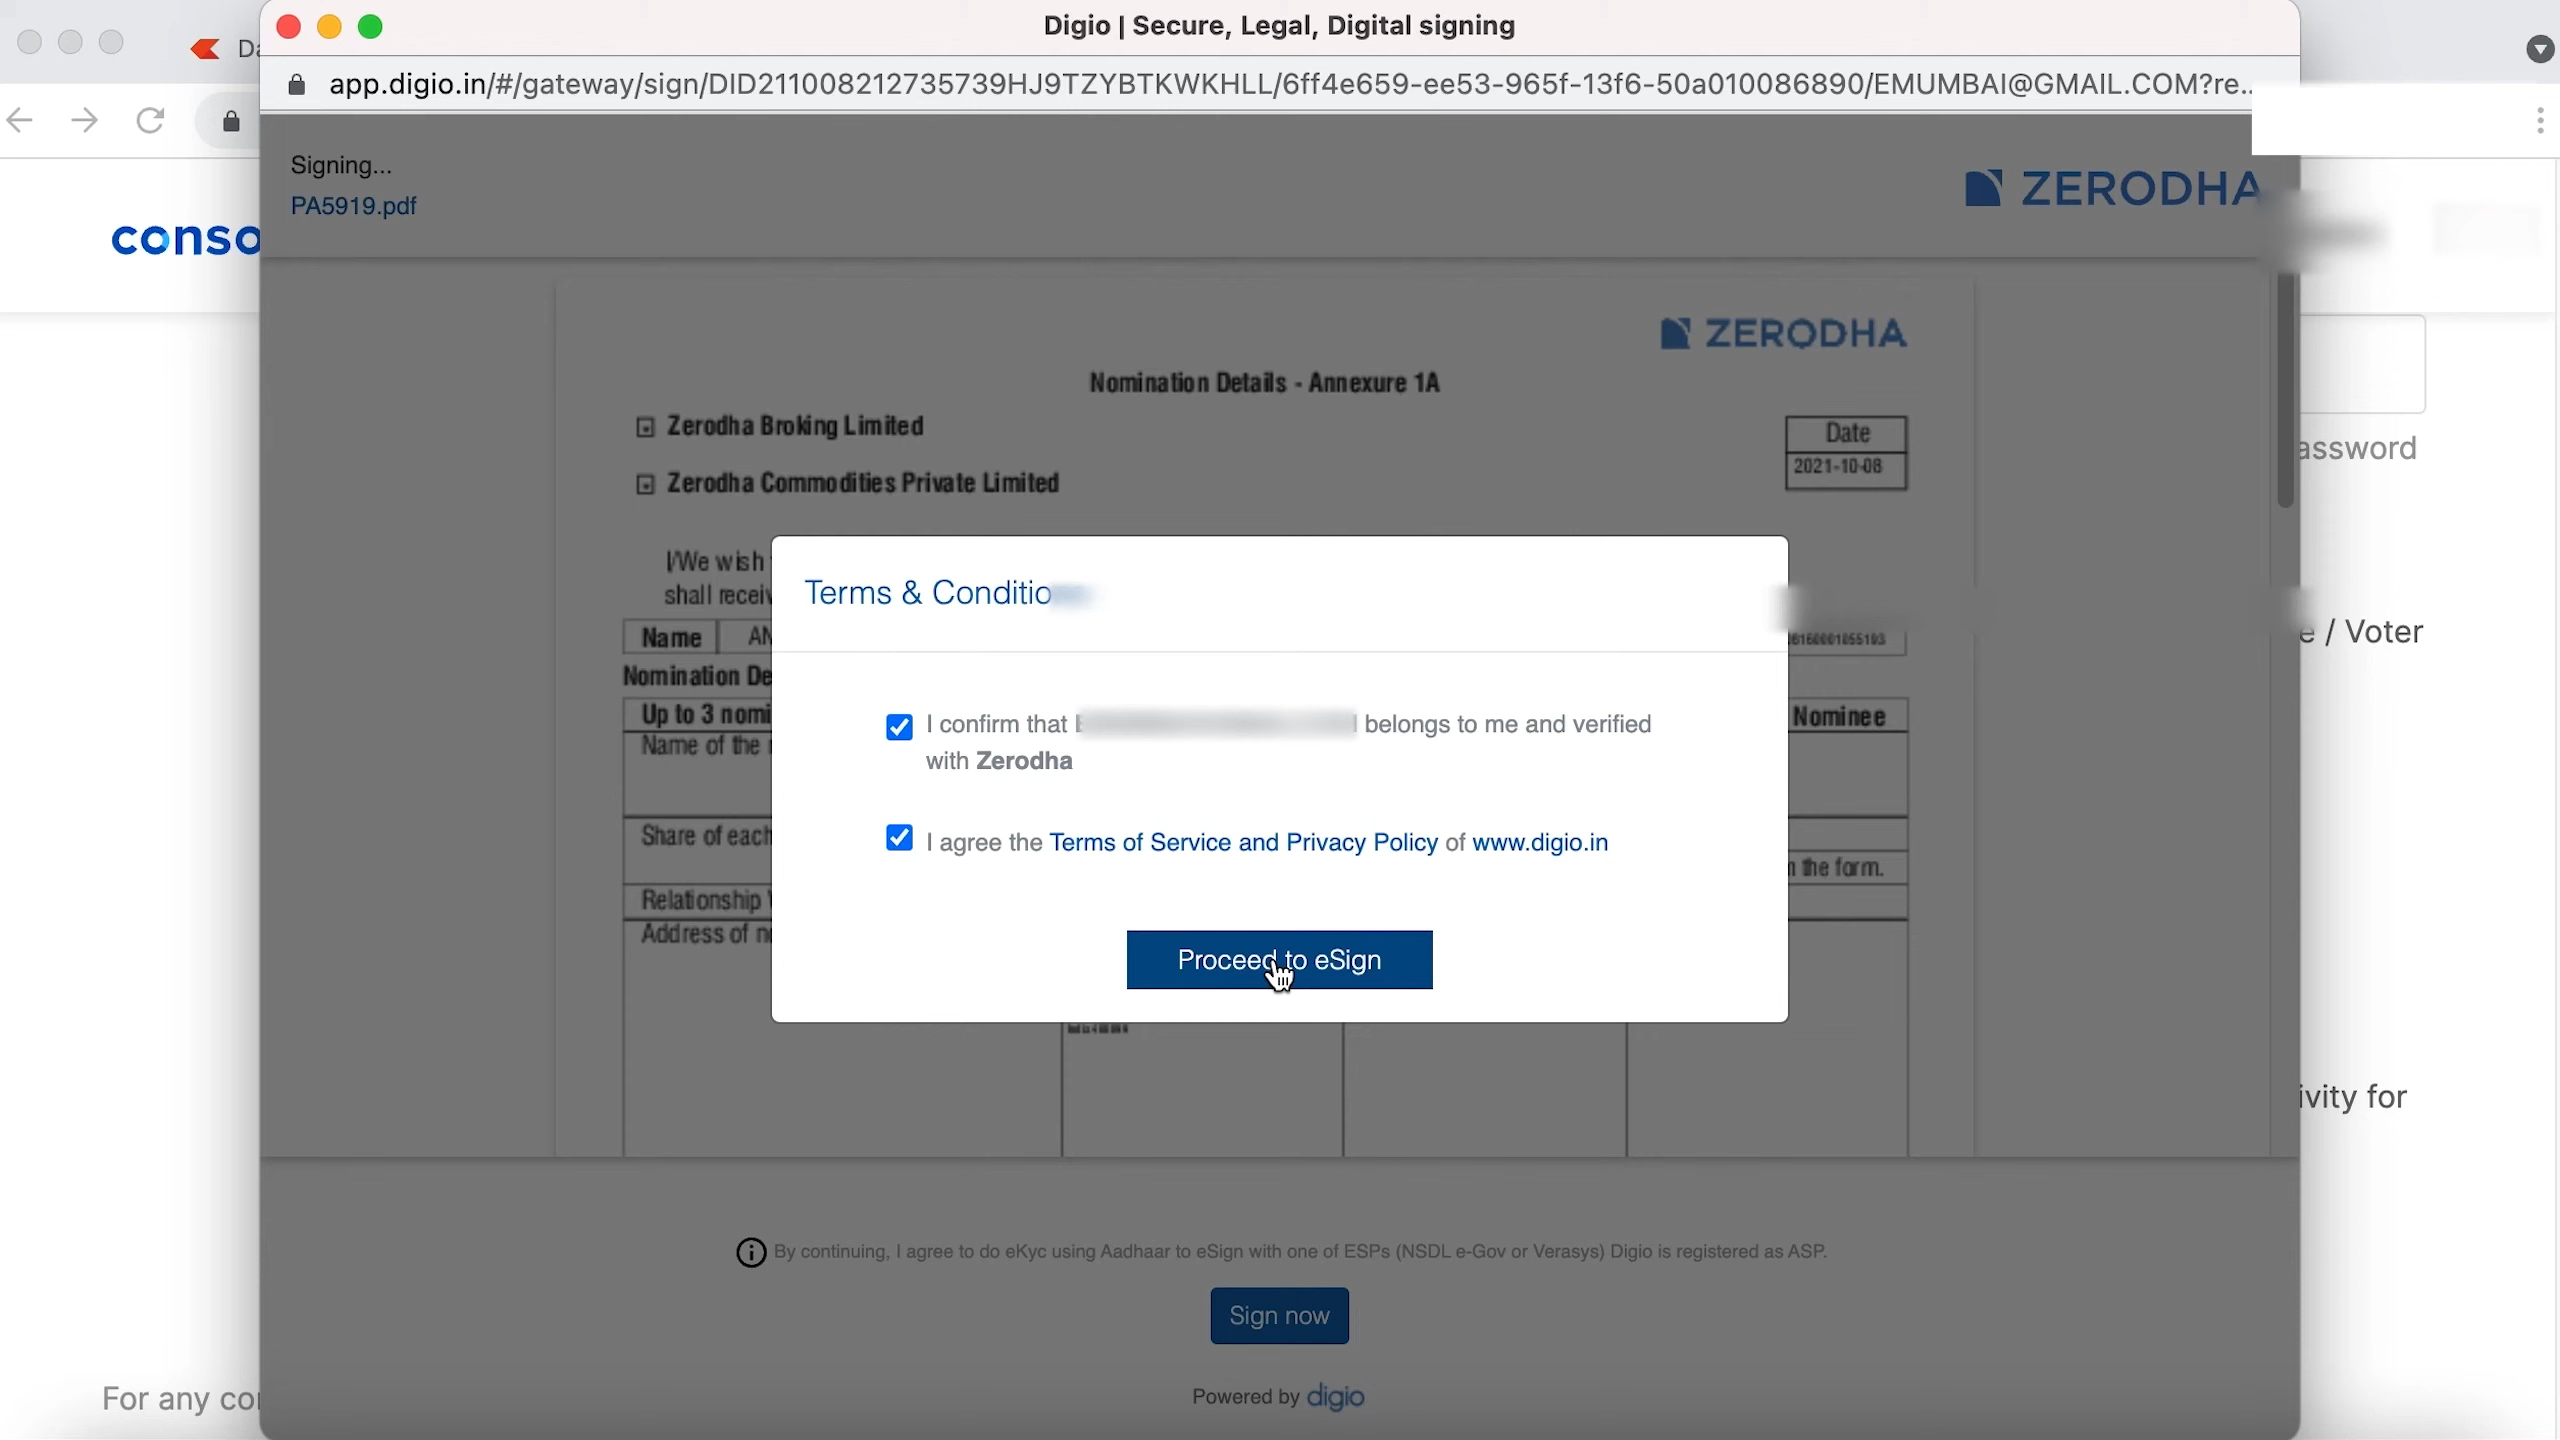 Digio | Secure, Legal, Digital signing
app.digio.in/#/gateway/sign/DID211008212735739HJ9TZYBTKWKHLL/6ff4e659-ee53-965f-13f6-50a010086890/EMUMBAI@GMAIL.COM?re...
Signing...
PA5919.pdf
ZERODHA
conso
ZERODHA
Nomination Details - Annexure 1A
Zerodha Broking Limited
Date
2021-10-08
Zerodha Commodities Private Limited
assword
I/We wish
shall receiv
Terms & Conditio
Name AN
e / Voter
Nomination De
Up to 3 nomi
Nominee
Name of the
I confirm that belongs to me and verified
with Zerodha
Share of each
I agree the Terms of Service and Privacy Policy of www.digio.in
n the form.
Relationship
Address of n
Proceed to eSign
ivity for
By continuing, I agree to do eKyc using Aadhaar to eSign with one of ESPs (NSDL e-Gov or Verasys) Digio is registered as ASP.
Sign now
Powered by digio
For any co